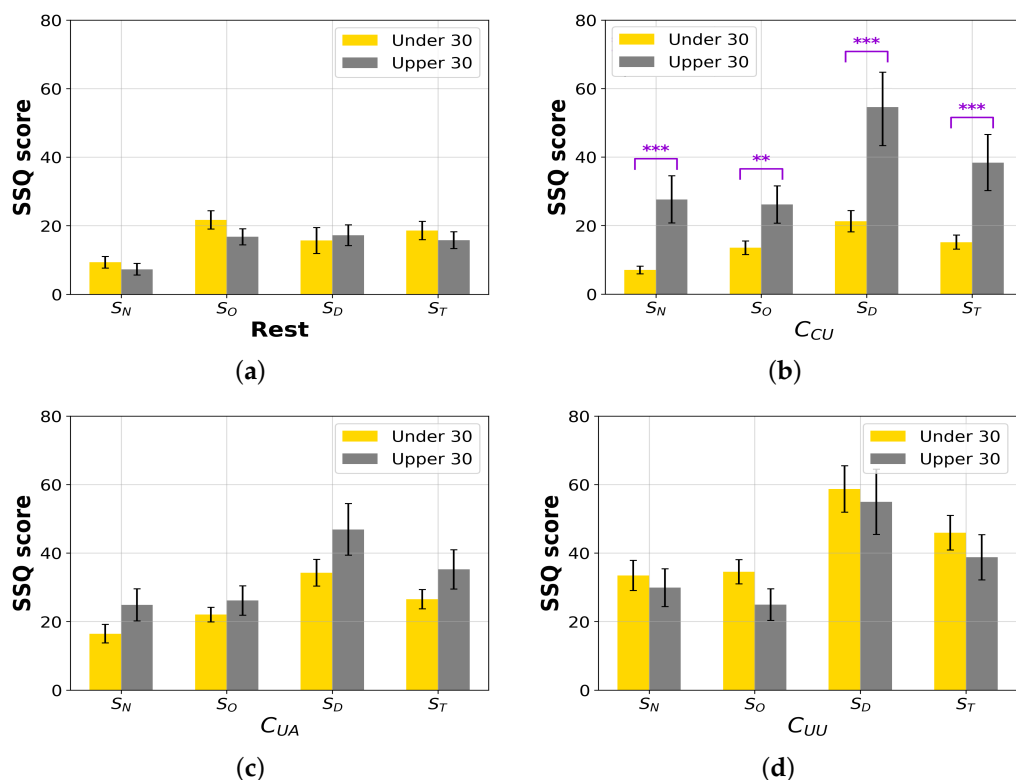 80
60
40
20
0
SSQ score
Under 30
Upper 30
S_N S_O S_D S_T
Rest
(a)
80
60
40
20
0
SSQ score
Under 30
Upper 30
***
**
***
***
S_N S_O S_D S_T
C_CU
(b)
80
60
40
20
0
SSQ score
Under 30
Upper 30
S_N S_O S_D S_T
C_UA
(c)
80
60
40
20
0
SSQ score
Under 30
Upper 30
S_N S_O S_D S_T
C_UU
(d)